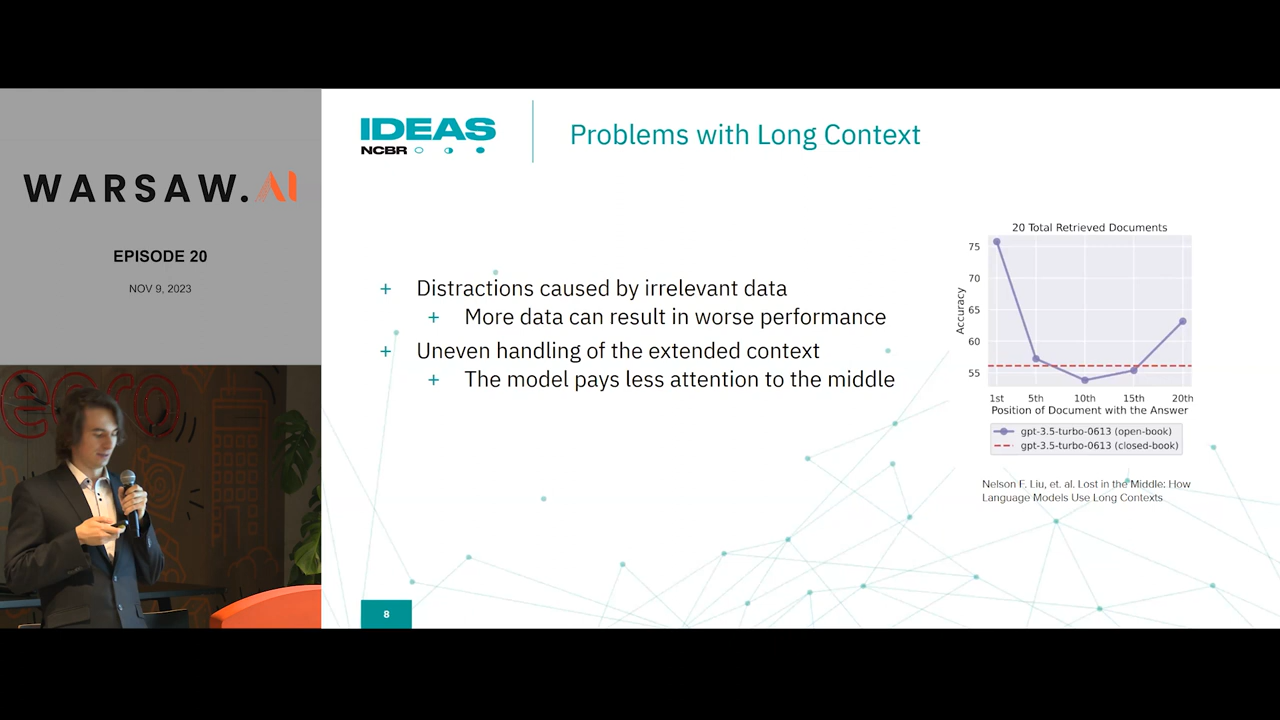 WARSAW.AI
EPISODE 20
NOV 9, 2023
IDEAS
NCBR
Problems with Long Context
+ Distractions caused by irrelevant data
+ More data can result in worse performance
+ Uneven handling of the extended context
+ The model pays less attention to the middle
20 Total Retrieved Documents
Accuracy
75
70
65
60
55
1st 5th 10th 15th 20th
Position of Document with the Answer
gpt-3.5-turbo-0613 (open-book)
gpt-3.5-turbo-0613 (closed-book)
Nelson F. Liu, et. al. Lost in the Middle: How
Language Models Use Long Contexts
8